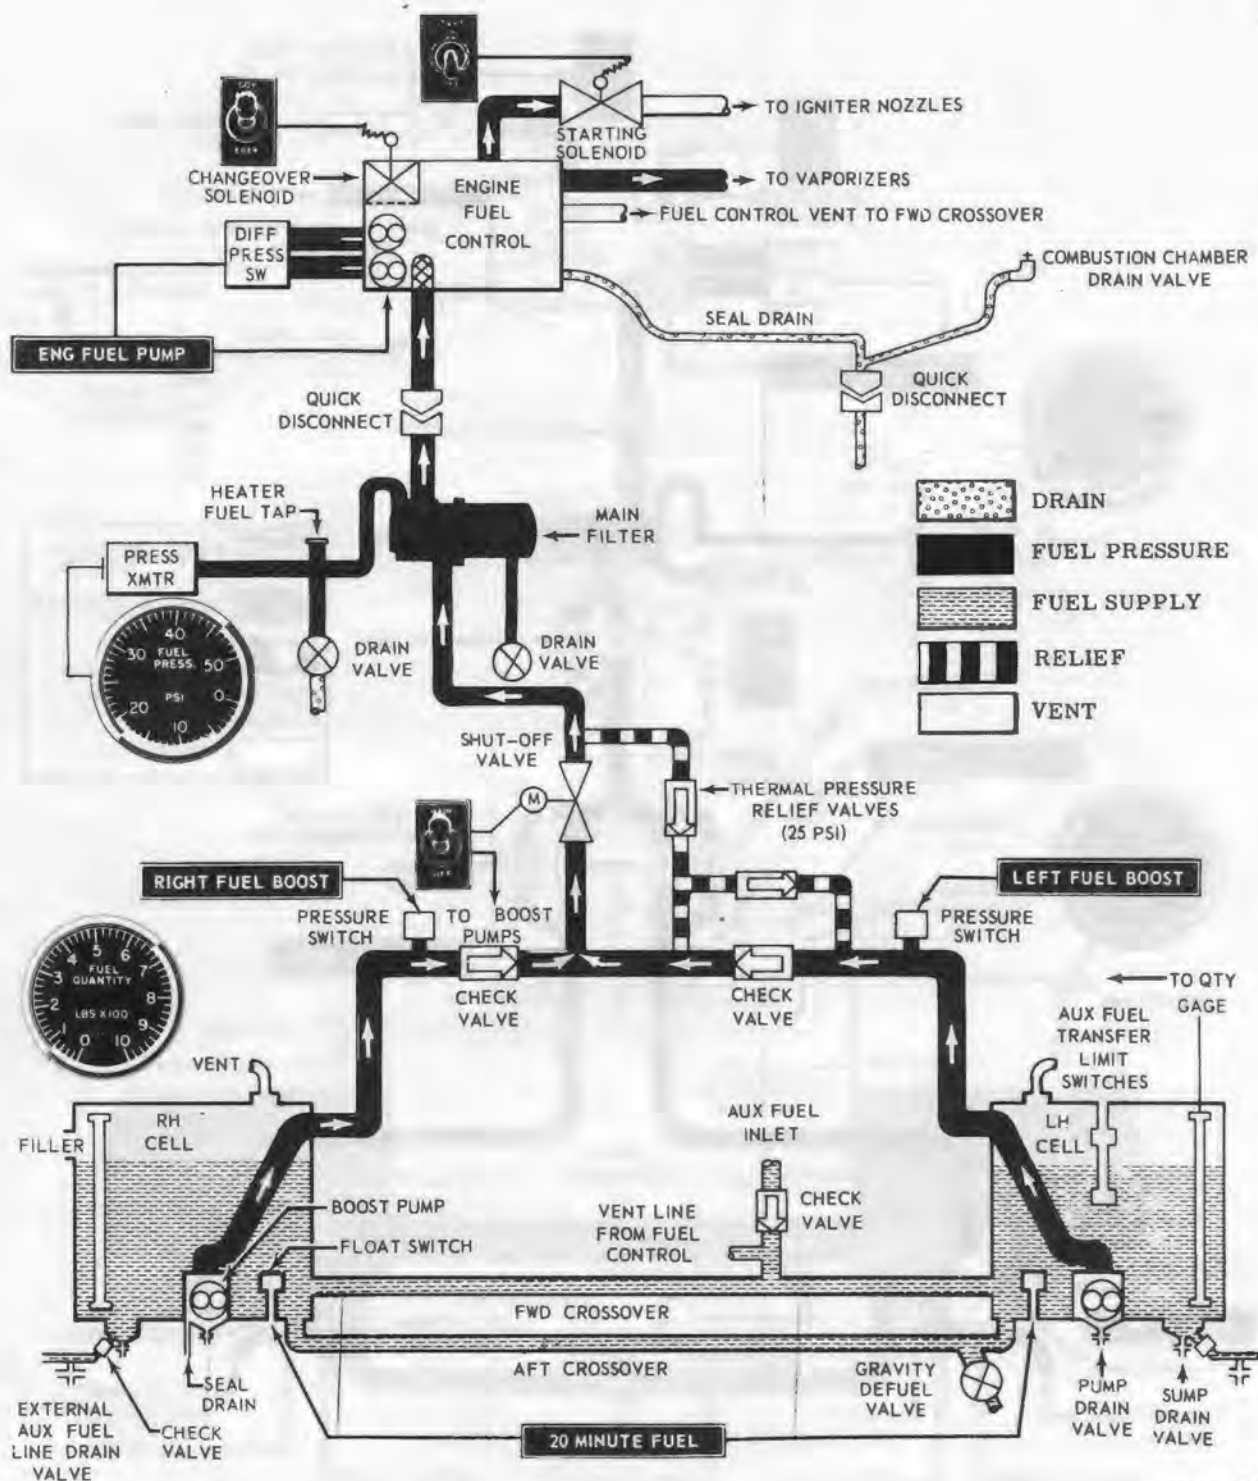 TO IGNITER NOZZLES
STARTING
SOLENOID
CHANGEOVER
SOLENOID
ENGINE
FUEL
CONTROL
TO VAPORIZERS
FUEL CONTROL VENT TO FWD CROSSOVER
DIFF
PRESS
SW
COMBUSTION CHAMBER
DRAIN VALVE
SEAL DRAIN
ENG FUEL PUMP
QUICK
DISCONNECT
QUICK
DISCONNECT
HEATER
FUEL TAP
MAIN
FILTER
DRAIN
FUEL PRESSURE
FUEL SUPPLY
RELIEF
VENT
PRESS
XMTR
40
30
FUEL
PRESS.
50
PSI
0
20
10
DRAIN
VALVE
DRAIN
VALVE
SHUT-OFF
VALVE
M
THERMAL PRESSURE
RELIEF VALVES
(25 PSI)
OFF
RIGHT FUEL BOOST
LEFT FUEL BOOST
PRESSURE
SWITCH
TO BOOST
PUMPS
PRESSURE
SWITCH
CHECK
VALVE
CHECK
VALVE
5
4
6
3
FUEL
QUANTITY
7
2
8
LBS X 100
1
9
0
10
TO QTY
GAGE
AUX FUEL
TRANSFER
LIMIT
SWITCHES
VENT
FILLER
RH
CELL
LH
CELL
AUX FUEL
INLET
BOOST PUMP
FLOAT SWITCH
VENT LINE
FROM FUEL
CONTROL
CHECK
VALVE
FWD CROSSOVER
AFT CROSSOVER
SEAL
DRAIN
GRAVITY
DEFUEL
VALVE
PUMP
DRAIN
VALVE
SUMP
DRAIN
VALVE
EXTERNAL
AUX FUEL
LINE DRAIN
VALVE
CHECK
VALVE
20 MINUTE FUEL